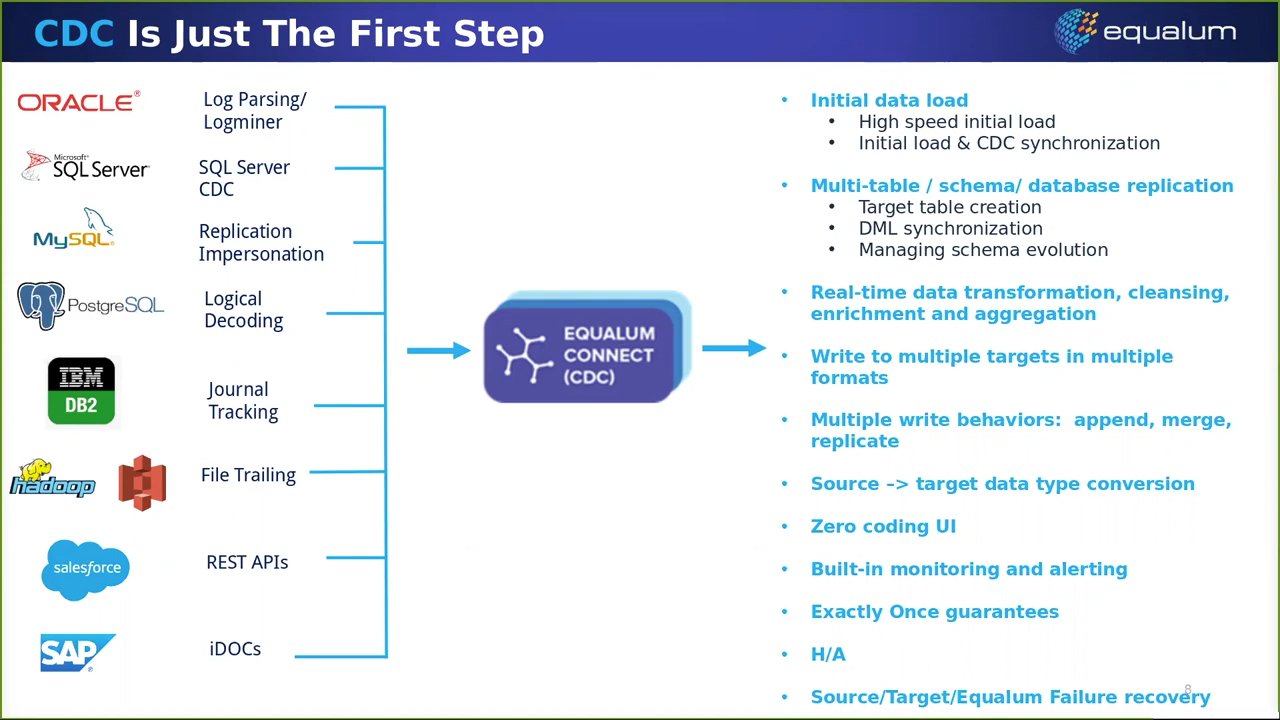 CDC Is Just The First Step
equalum
ORACLE®
Log Parsing/
Logminer
Microsoft®
SQL Server
SQL Server
CDC
MySQL®
Replication
Impersonation
PostgreSQL
Logical
Decoding
IBM
DB2
Journal
Tracking
hadoop
File Trailing
salesforce
REST APIs
SAP®
iDOCs
EQUALUM
CONNECT
(CDC)
• Initial data load
• High speed initial load
• Initial load & CDC synchronization
• Multi-table / schema/ database replication
• Target table creation
• DML synchronization
• Managing schema evolution
• Real-time data transformation, cleansing,
enrichment and aggregation
• Write to multiple targets in multiple
formats
• Multiple write behaviors:  append, merge,
replicate
• Source –> target data type conversion
• Zero coding UI
• Built-in monitoring and alerting
• Exactly Once guarantees
• H/A
• Source/Target/Equalum Failure recovery
8